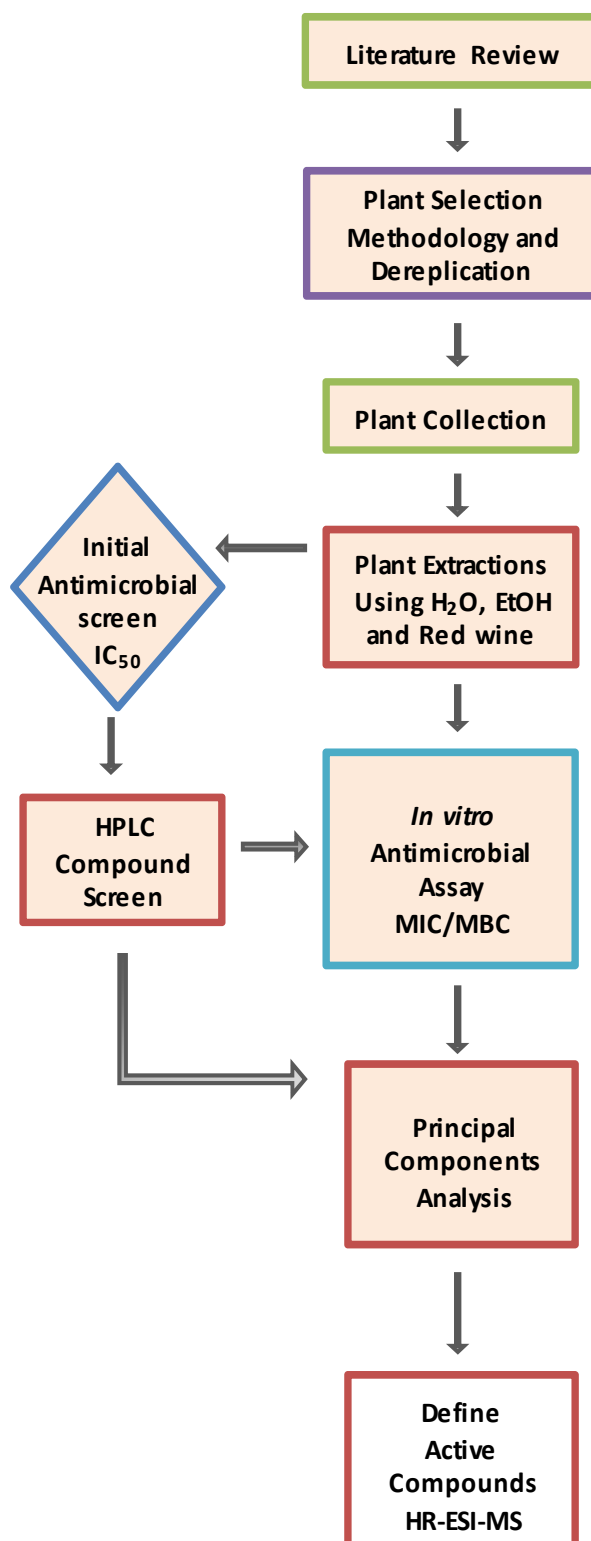 Literature Review
Plant Selection
Methodology and
Dereplication
Plant Collection
Initial
Antimicrobial
screen
IC₅₀
Plant Extractions
Using H₂O, EtOH
and Red wine
HPLC
Compound
Screen
In vitro
Antimicrobial
Assay
MIC/MBC
Principal
Components
Analysis
Define
Active
Compounds
HR-ESI-MS